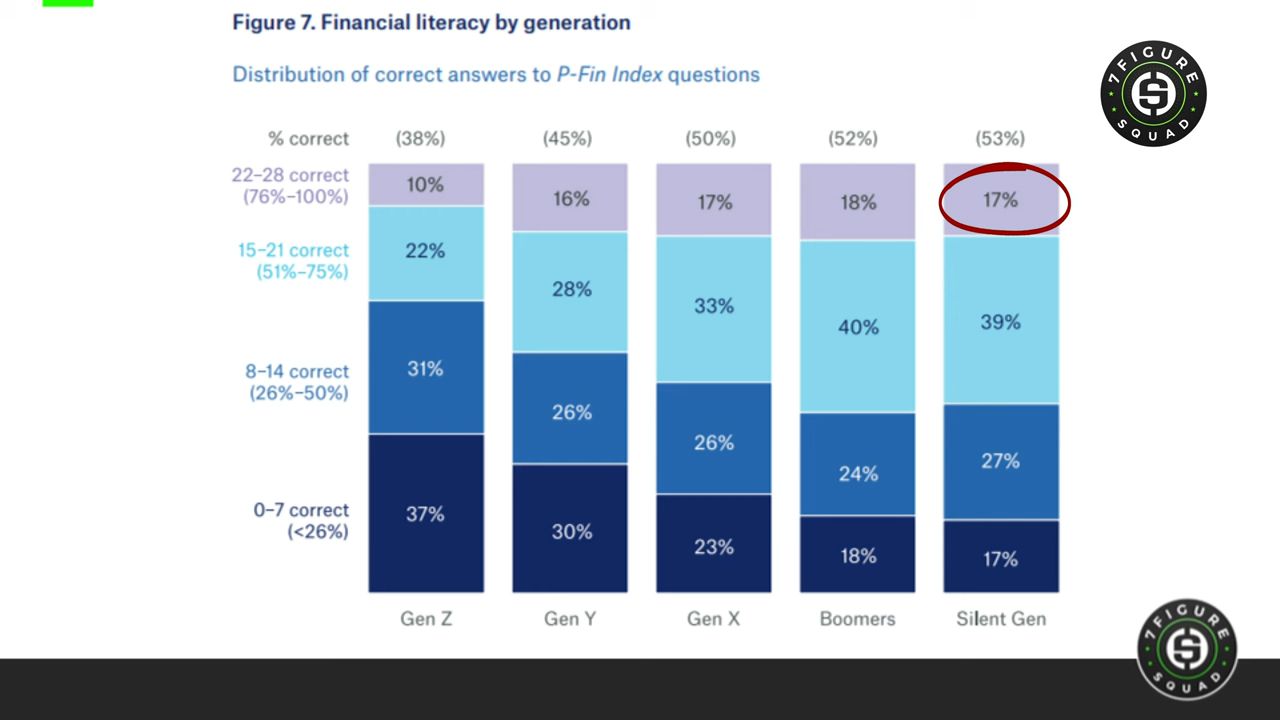 Figure 7. Financial literacy by generation
Distribution of correct answers to P-Fin Index questions
7 FIGURE
SQUAD
% correct
(38%)
(45%)
(50%)
(52%)
(53%)
22–28 correct
(76%–100%)
10%
16%
17%
18%
17%
15–21 correct
(51%–75%)
22%
28%
33%
40%
39%
8–14 correct
(26%–50%)
31%
26%
26%
24%
27%
0–7 correct
(<26%)
37%
30%
23%
18%
17%
Gen Z
Gen Y
Gen X
Boomers
Silent Gen
7 FIGURE
SQUAD